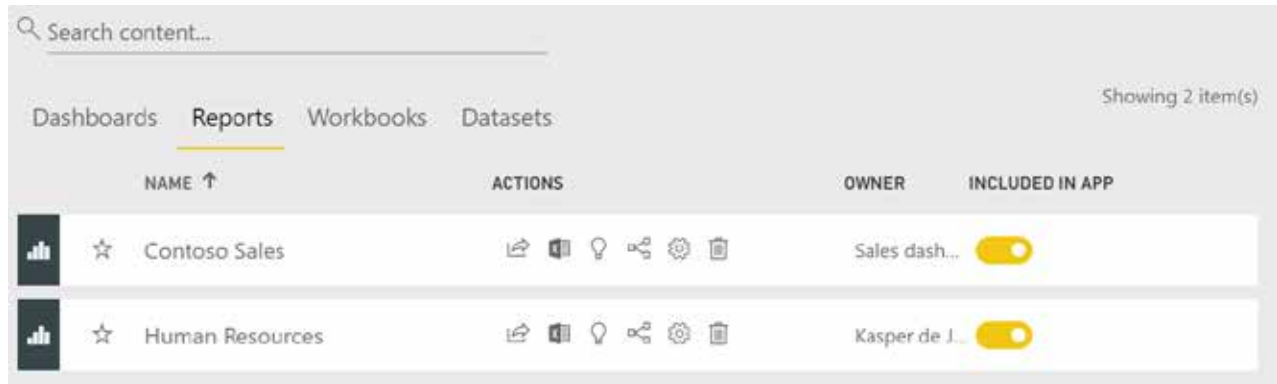 Search content...
Showing 2 item(s)
Dashboards Reports Workbooks Datasets
NAME ↑ ACTIONS OWNER INCLUDED IN APP
Contoso Sales Sales dash...
Human Resources Kasper de J...